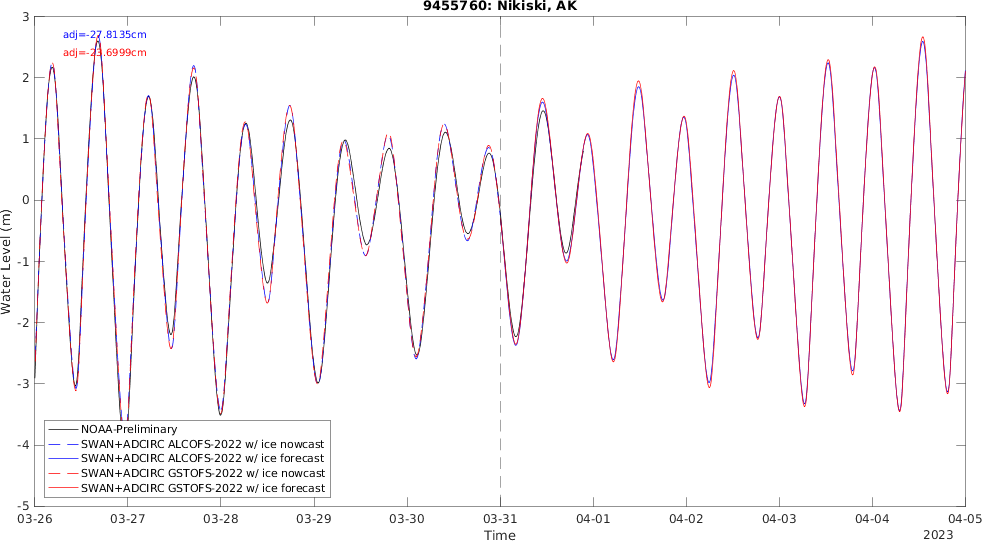 9455760: Nikiski, AK
adj=-27.8135cm
adj=-23.6999cm
Water Level (m)
3
2
1
0
-1
-2
-3
-4
-5
NOAA-Preliminary
SWAN+ADCIRC ALCOFS-2022 w/ ice nowcast
SWAN+ADCIRC ALCOFS-2022 w/ ice forecast
SWAN+ADCIRC GSTOFS-2022 w/ ice nowcast
SWAN+ADCIRC GSTOFS-2022 w/ ice forecast
03-26 03-27 03-28 03-29 03-30 03-31 04-01 04-02 04-03 04-04 04-05
Time
2023